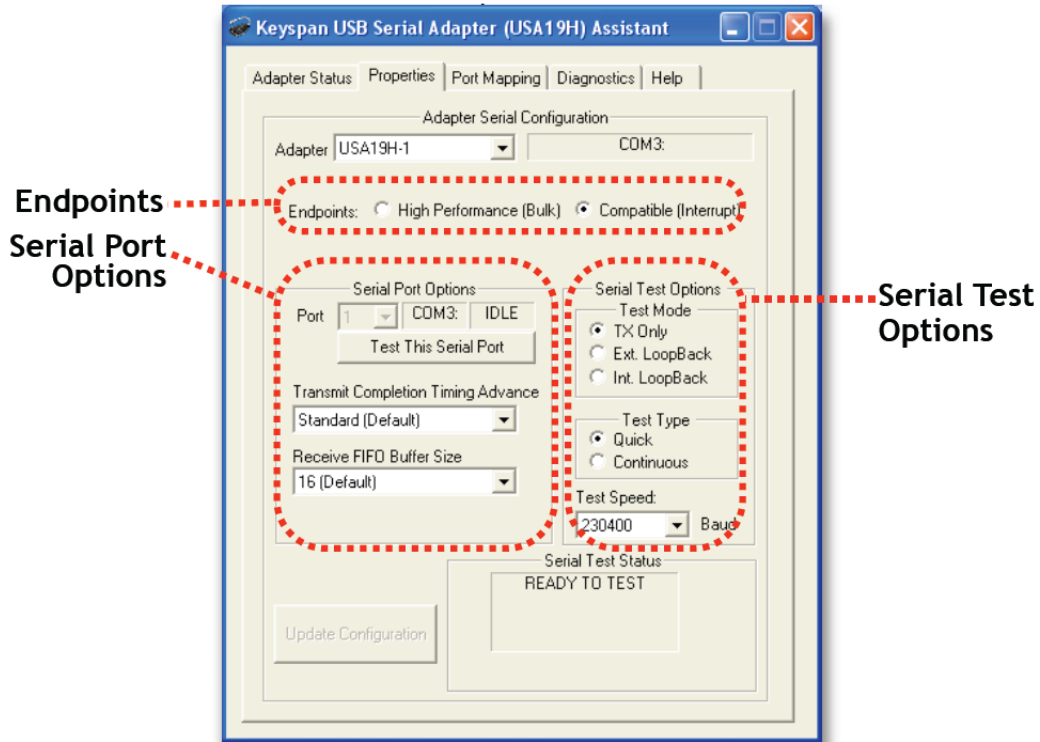 Keyspan USB Serial Adapter (USA19H) Assistant
Adapter Status Properties Port Mapping Diagnostics Help
Adapter Serial Configuration
Adapter USA19H-1 COM3:
Endpoints
Endpoints: High Performance (Bulk) Compatible (Interrupt)
Serial Port
Options
Serial Port Options
Port 1 COM3: IDLE
Test This Serial Port
Transmit Completion Timing Advance
Standard (Default)
Receive FIFO Buffer Size
16 (Default)
Serial Test Options
Test Mode
TX Only
Ext. LoopBack
Int. LoopBack
Test Type
Quick
Continuous
Test Speed:
230400 Baud
Serial Test
Options
Serial Test Status
READY TO TEST
Update Configuration